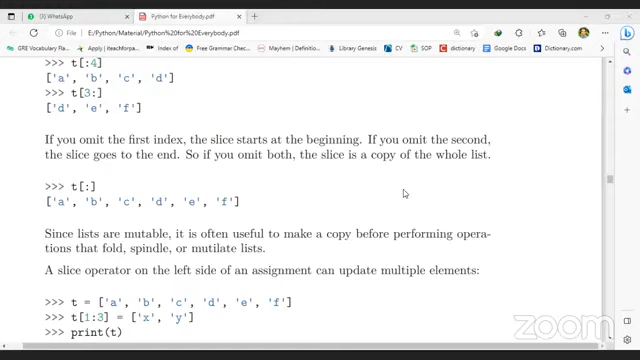 (3) WhatsApp
Python for Everybody.pdf
File
E:/Python/Material/Python%20for%20Everybody.pdf
GRE Vocabulary Flas
Index of
Free Grammar Chec...
Mayhem / Definitio...
Library Genesis
CV
SOP
dictionary
Google Docs
Dictionary.com
>>> t[:4]
['a', 'b', 'c', 'd']
>>> t[3:]
['d', 'e', 'f']
If you omit the first index, the slice starts at the beginning. If you omit the second,
the slice goes to the end. So if you omit both, the slice is a copy of the whole list.
>>> t[:]
['a', 'b', 'c', 'd', 'e', 'f']
Since lists are mutable, it is often useful to make a copy before performing opera-
tions that fold, spindle, or mutilate lists.
A slice operator on the left side of an assignment can update multiple elements:
>>> t = ['a', 'b', 'c', 'd', 'e', 'f']
>>> t[1:3] = ['x', 'y']
>>> print(t)
zoom